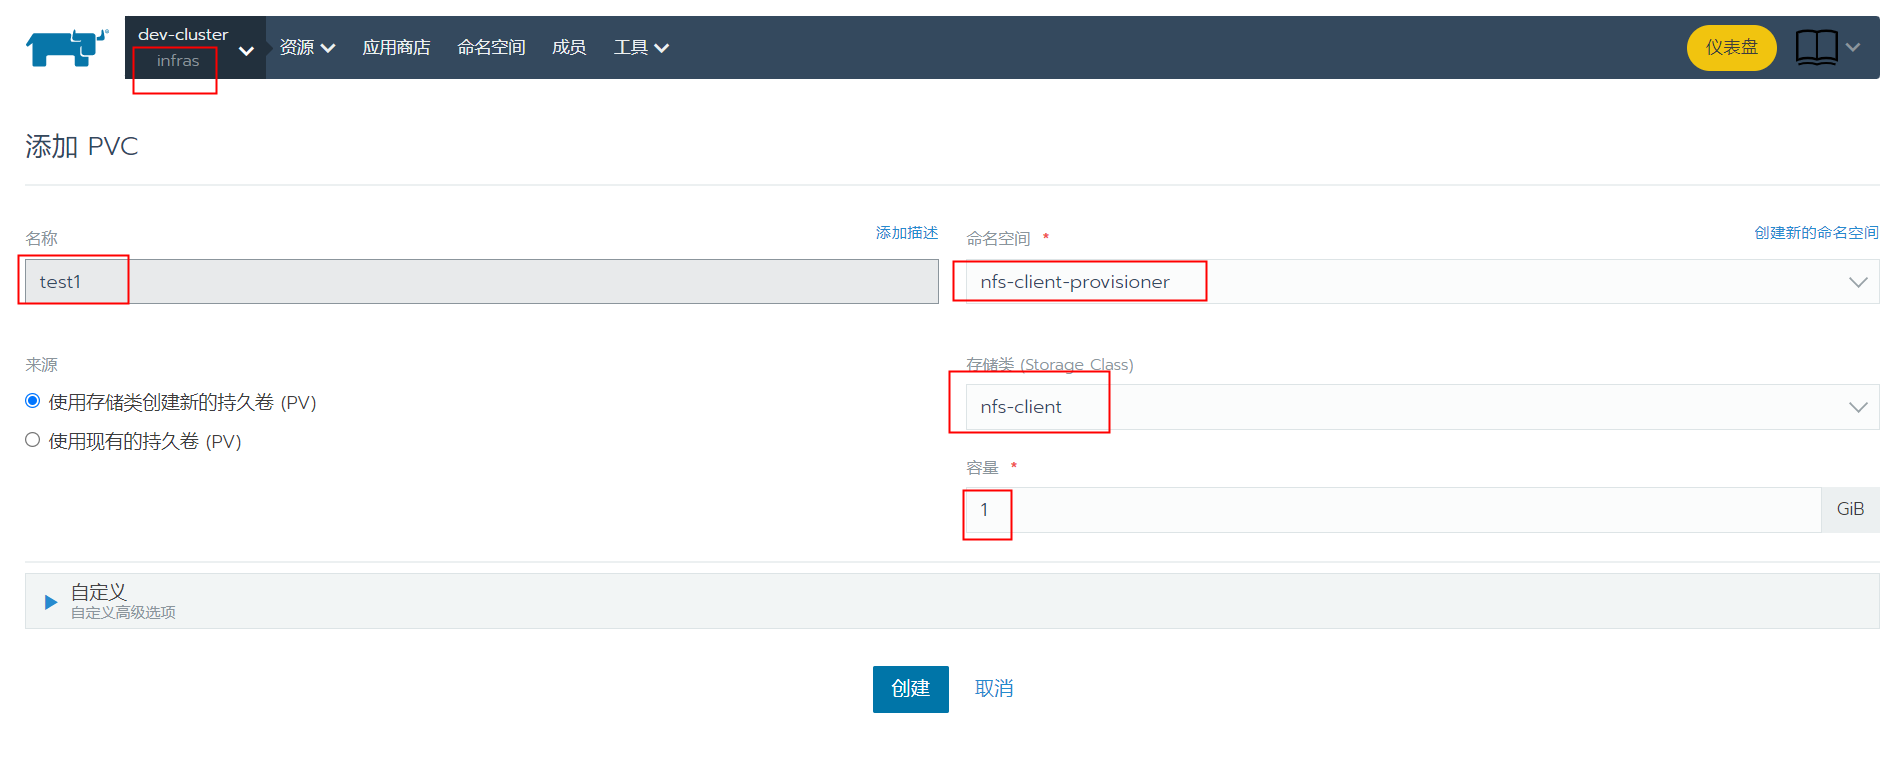 dev-cluster
infras
资源 应用商店 命名空间 成员 工具
仪表盘
添加 PVC
名称
添加描述
命名空间 *
创建新的命名空间
test1
nfs-client-provisioner
来源
存储类 (Storage Class)
使用存储类创建新的持久卷 (PV)
nfs-client
使用现有的持久卷 (PV)
容量 *
1
GiB
自定义
自定义高级选项
创建 取消